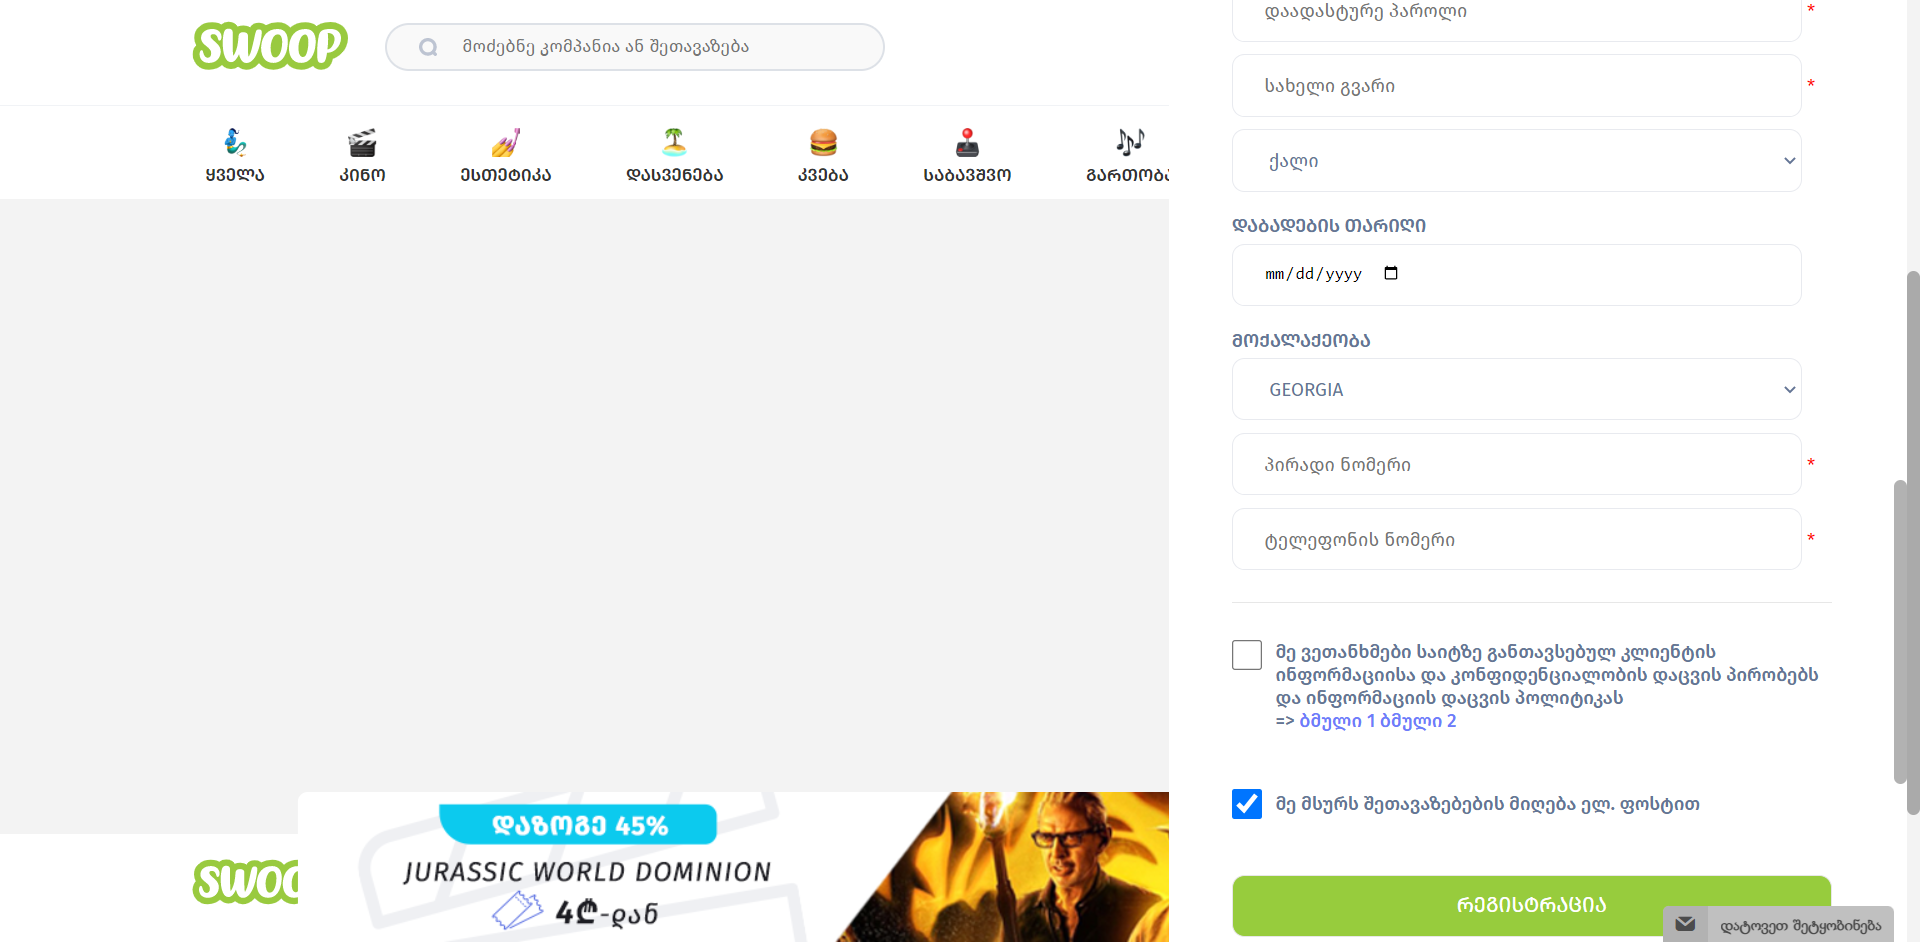 SWOOP
მოძებნე კომპანია ან შეთავაზება
ყველა
კინო
ესთეტიკა
დასვენება
კვება
საბავშვო
დაზოგე 45%
JURASSIC WORLD DOMINION
4₾-დან
დაადასტურე პაროლი *
სახელი გვარი *
ქალი
დაბადების თარიღი
mm/dd/yyyy
მოქალაქეობა
GEORGIA
პირადი ნომერი *
ტელეფონის ნომერი *
მე ვეთანხმები საიტზე განთავსებულ კლიენტის
ინფორმაციისა და კონფიდენციალობის დაცვის პირობებს
და ინფორმაციის დაცვის პოლიტიკას
=> ბმული 1 ბმული 2
მე მსურს შეთავაზებების მიღება ელ. ფოსტით
რეგისტრაცია
დატოვეთ შეტყობინება